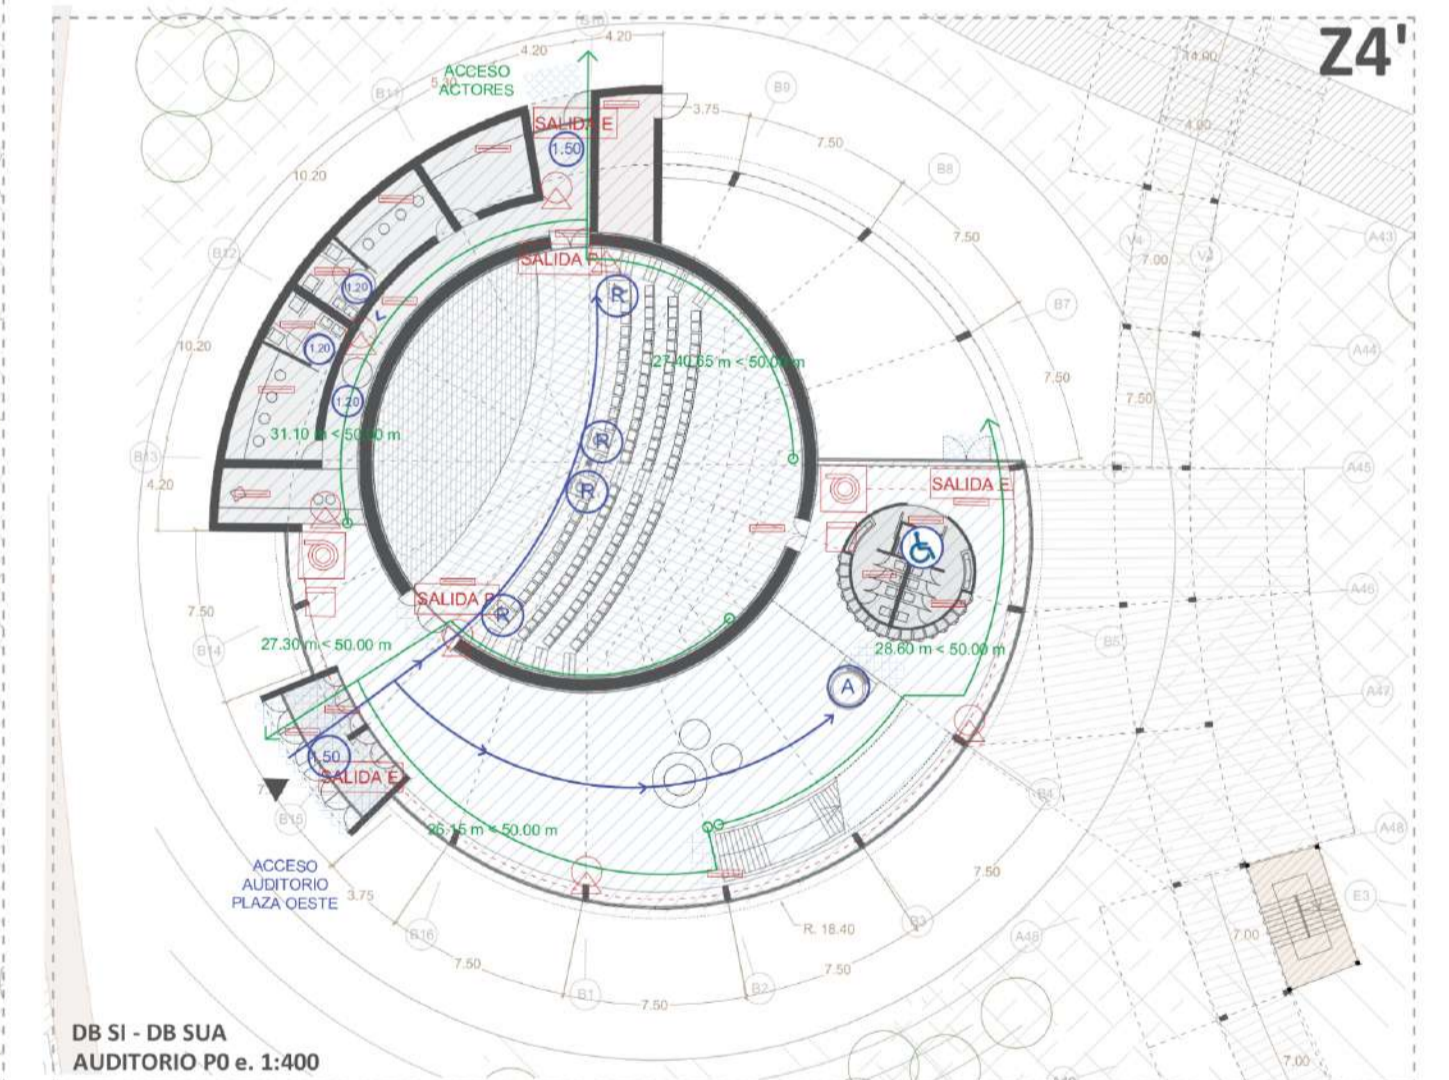 Z4'
B10
4.20
4.20
ACCESO
ACTORES
5.30
B11
B9
14.00
3.75
SALIDA E
1.50
7.50
4.00
B8
10.20
7.50
V4
A43
B12
SALIDA P
7.00
R
1.20
B7
10.20
1.20
A44
27.40.65 m < 50.00 m
7.50
7.50
1.20
31.10 m < 50.00 m
R
B13
A45
4.20
R
SALIDA E
SALIDA P
R
A46
7.50
B14
27.30 m < 50.00 m
28.60 m < 50.00 m
B5
A
A47
50
SALIDA E
B15
B4
26.15 m < 50.00 m
A48
ACCESO
AUDITORIO
PLAZA OESTE
3.75
7.50
E3
B16
R. 18.40
B3
A46
7.00
7.50
7.50
B1
B2
7.50
DB SI - DB SUA
AUDITORIO P0 e. 1:400
7.00